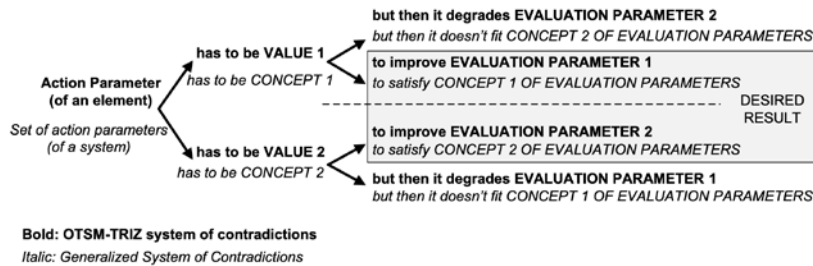 but then it degrades EVALUATION PARAMETER 2
but then it doesn't fit CONCEPT 2 OF EVALUATION PARAMETERS
has to be VALUE 1
has to be CONCEPT 1
to improve EVALUATION PARAMETER 1
to satisfy CONCEPT 1 OF EVALUATION PARAMETERS
Action Parameter
(of an element)
Set of action parameters
(of a system)
DESIRED
RESULT
has to be VALUE 2
has to be CONCEPT 2
to improve EVALUATION PARAMETER 2
to satisfy CONCEPT 2 OF EVALUATION PARAMETERS
but then it degrades EVALUATION PARAMETER 1
but then it doesn't fit CONCEPT 1 OF EVALUATION PARAMETERS
Bold: OTSM-TRIZ system of contradictions
Italic: Generalized System of Contradictions